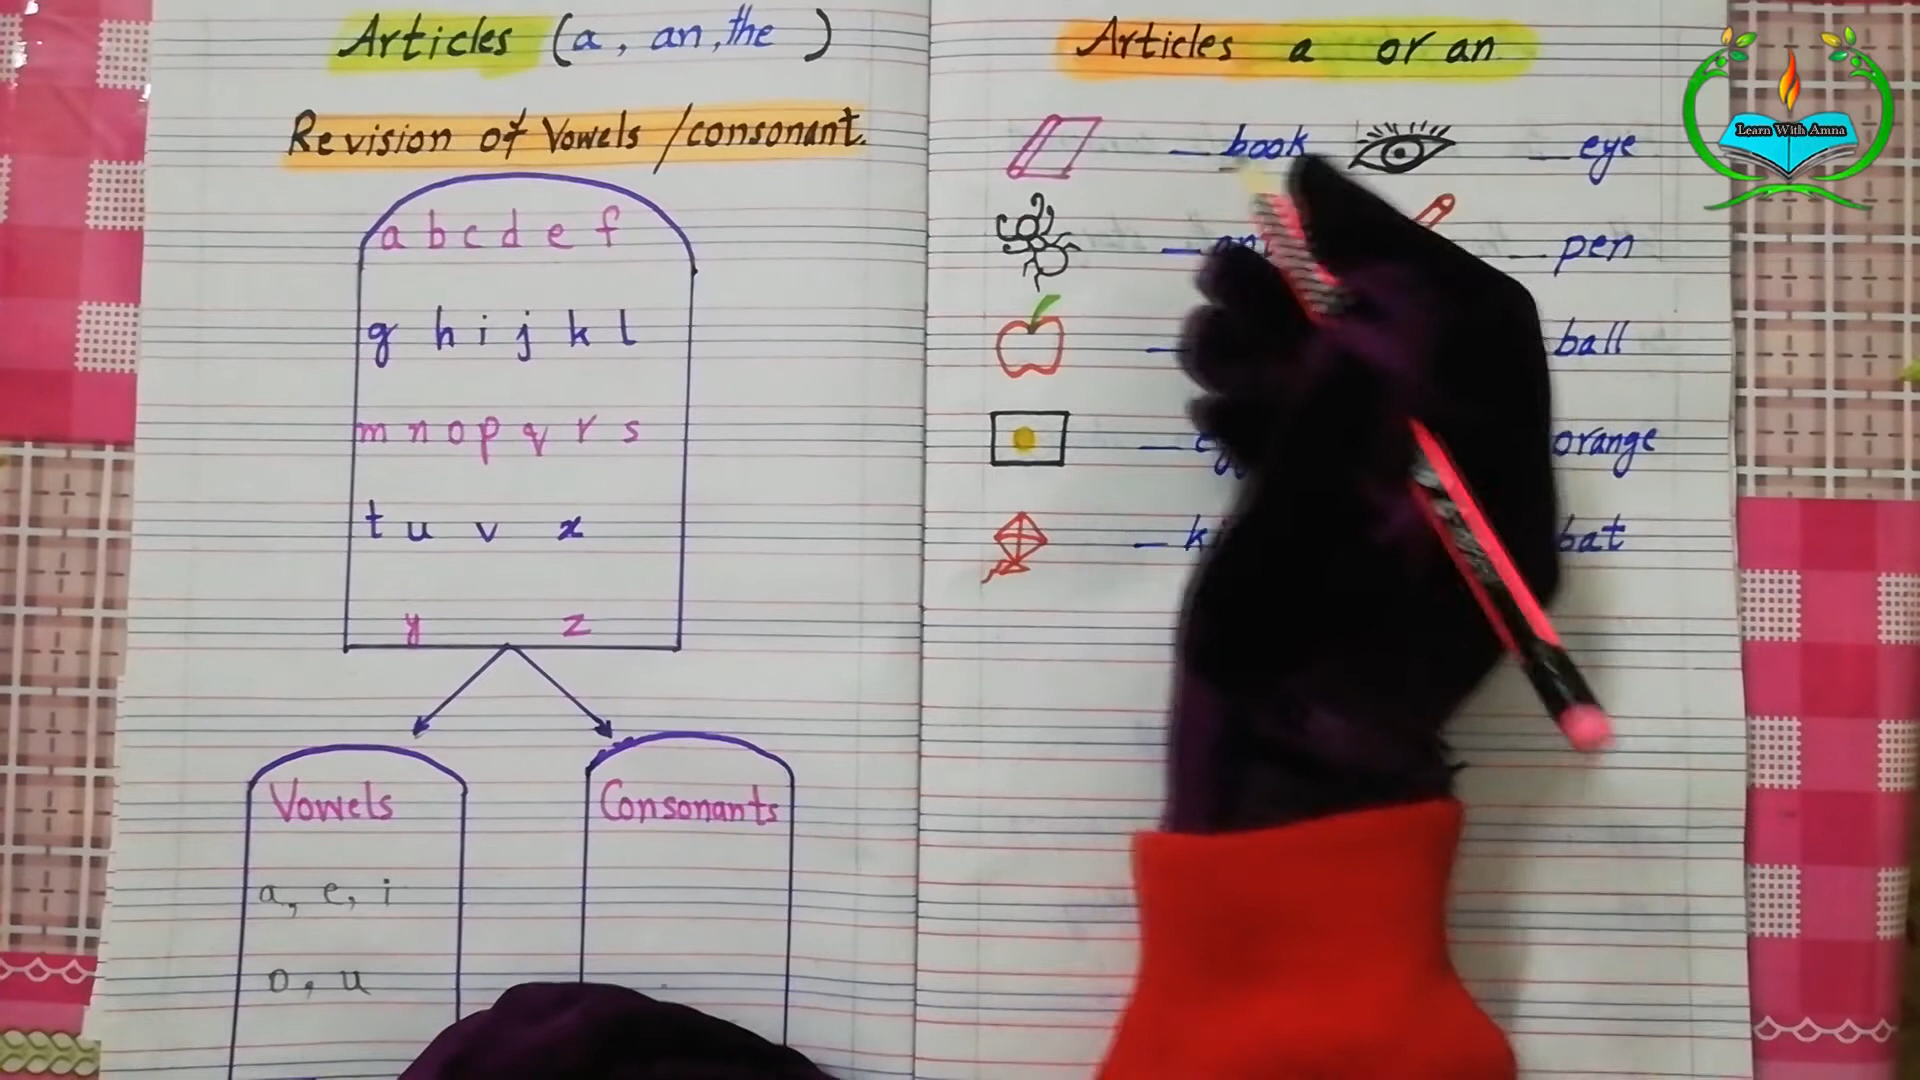 Articles (a, an, the)
Revision of Vowels /consonant.
a b c d e f
g h i j k l
m n o p q r s
t u v x
y z
Vowels
a, e, i
o, u
Consonants
Articles a or an
_ book _ eye
_ _ pen
_ ball
_ orange
_ bat
Learn With Amna